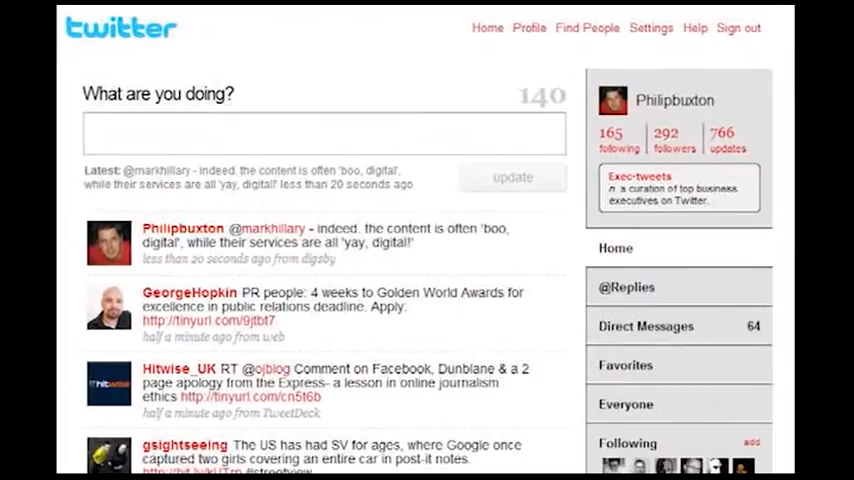 twitter
Home Profile Find People Settings Help Sign out
What are you doing?
140
Latest: @markhillary - indeed. the content is often 'boo, digital',
while their services are all 'yay, digital!' less than 20 seconds ago
update
Philipbuxton @markhillary - indeed. the content is often 'boo,
digital', while their services are all 'yay, digital!'
less than 20 seconds ago from digsby
GeorgeHopkin PR people: 4 weeks to Golden World Awards for
excellence in public relations deadline. Apply:
http://tinyurl.com/9jtbt7
half a minute ago from web
hitwise
Hitwise_UK RT @ojblog Comment on Facebook, Dunblane & a 2
page apology from the Express- a lesson in online journalism
ethics http://tinyurl.com/cn5t6b
half a minute ago from TweetDeck
gsightseeing The US has had SV for ages, where Google once
captured two girls covering an entire car in post-it notes.
#streetview
Philipbuxton
165 292 766
following followers updates
Exec-tweets
n. a curation of top business
executives on Twitter.
Home
@Replies
Direct Messages 64
Favorites
Everyone
Following add